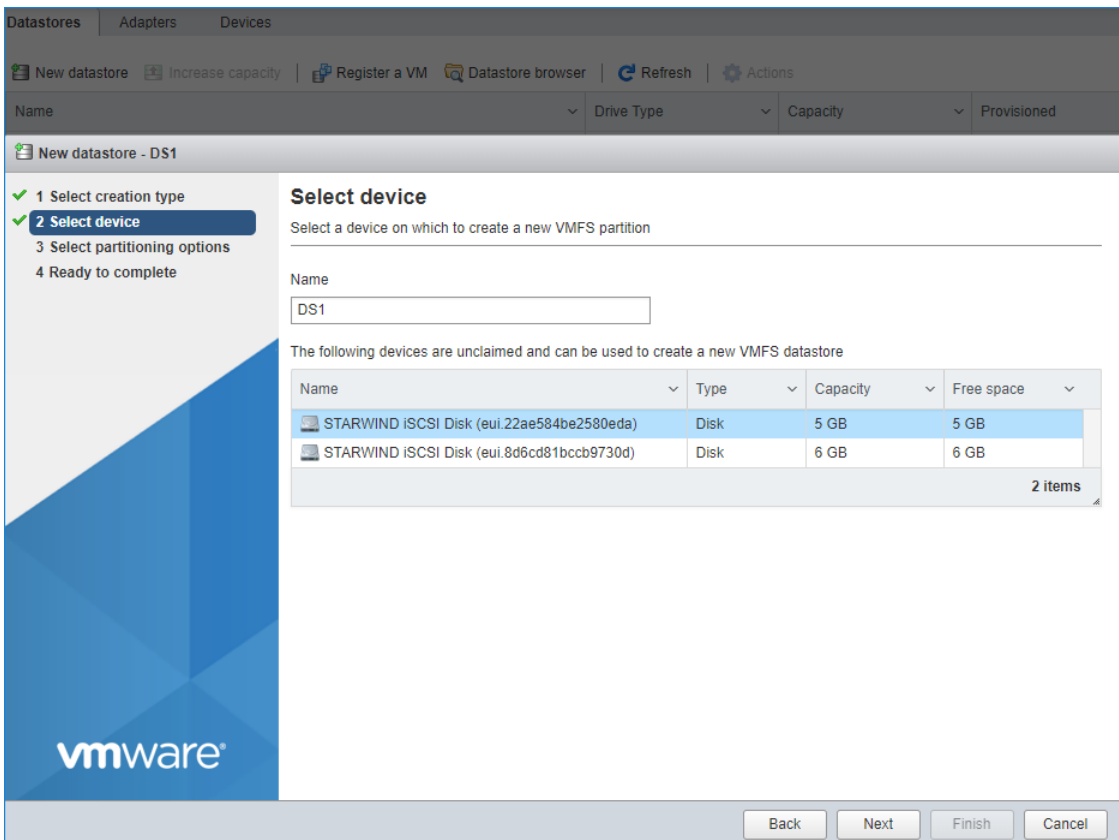 Datastores Adapters Devices
New datastore Increase capacity Register a VM Datastore browser Refresh Actions
Name Drive Type Capacity Provisioned
New datastore - DS1
1 Select creation type
2 Select device
3 Select partitioning options
4 Ready to complete
Select device
Select a device on which to create a new VMFS partition
Name
DS1
The following devices are unclaimed and can be used to create a new VMFS datastore
Name Type Capacity Free space
STARWIND iSCSI Disk (eui.22ae584be2580eda) Disk 5 GB 5 GB
STARWIND iSCSI Disk (eui.8d6cd81bccb9730d) Disk 6 GB 6 GB
2 items
vmware®
Back Next Finish Cancel